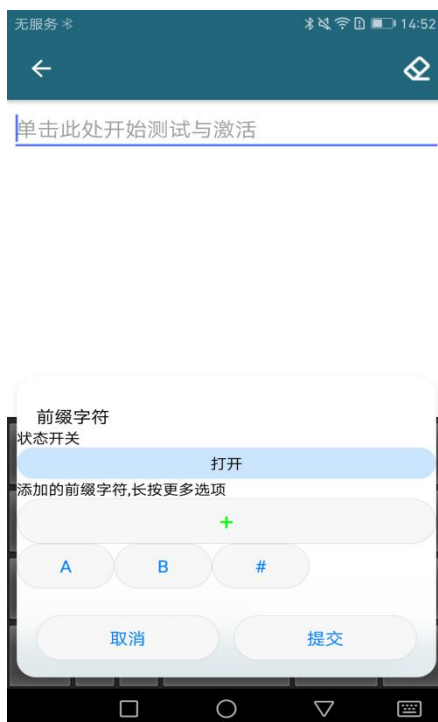 无服务 14:52
单击此处开始测试与激活
前缀字符
状态开关
打开
添加的前缀字符,长按更多选项
+
A B #
取消 提交